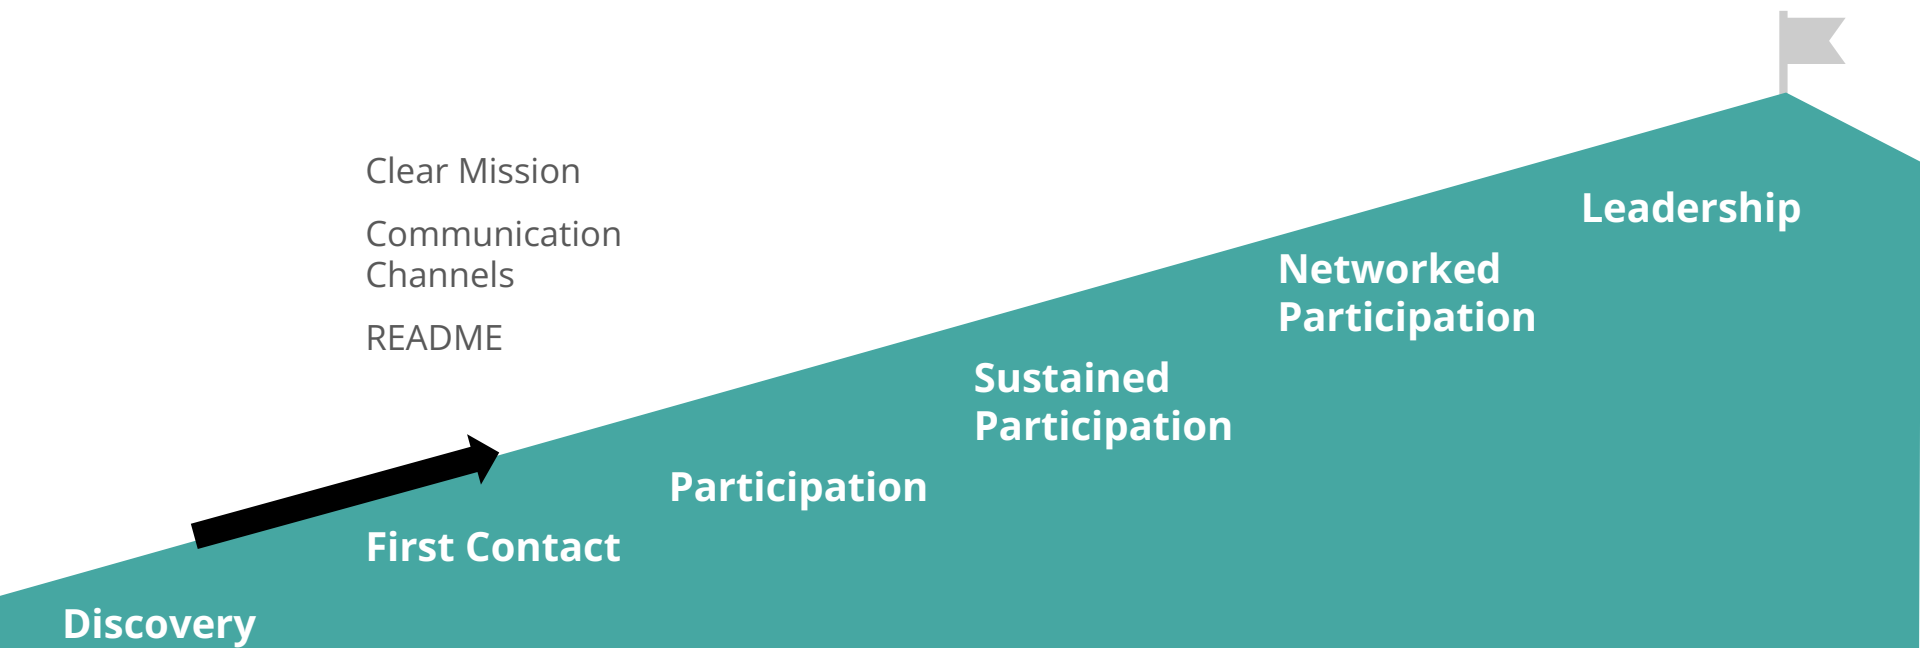 Clear Mission
Communication
Channels
README
Leadership
Networked
Participation
Sustained
Participation
Participation
First Contact
Discovery